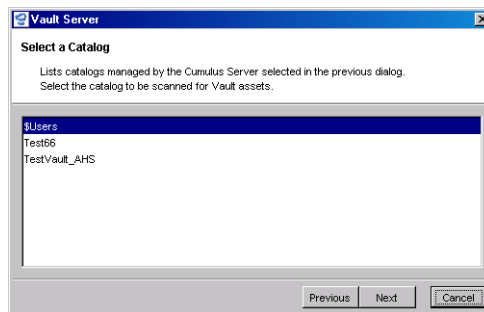 Vault Server
Select a Catalog
Lists catalogs managed by the Cumulus Server selected in the previous dialog.
Select the catalog to be scanned for Vault assets.
$Users
Test66
TestVault_AHS
Previous Next Cancel